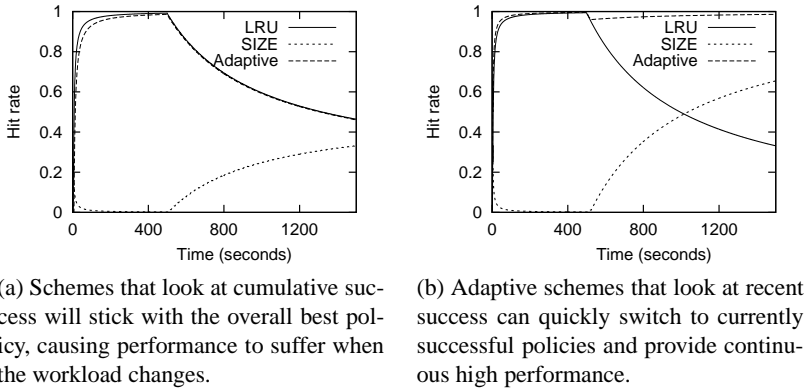 1
0.8
0.6
0.4
0.2
0
Hit rate
LRU
SIZE
Adaptive
0 400 800 1200
Time (seconds)
(a) Schemes that look at cumulative suc-
cess will stick with the overall best pol-
icy, causing performance to suffer when
the workload changes.
1
0.8
0.6
0.4
0.2
0
Hit rate
LRU
SIZE
Adaptive
0 400 800 1200
Time (seconds)
(b) Adaptive schemes that look at recent
success can quickly switch to currently
successful policies and provide continu-
ous high performance.